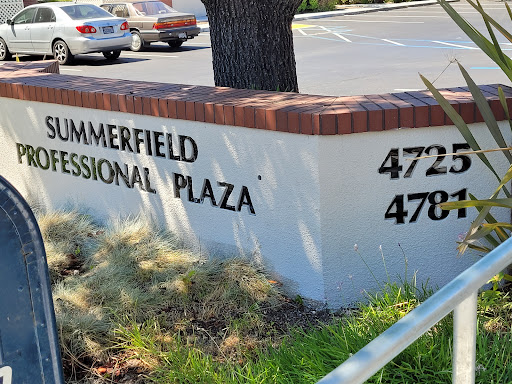 SUMMERFIELD
PROFESSIONAL PLAZA
4725
4781